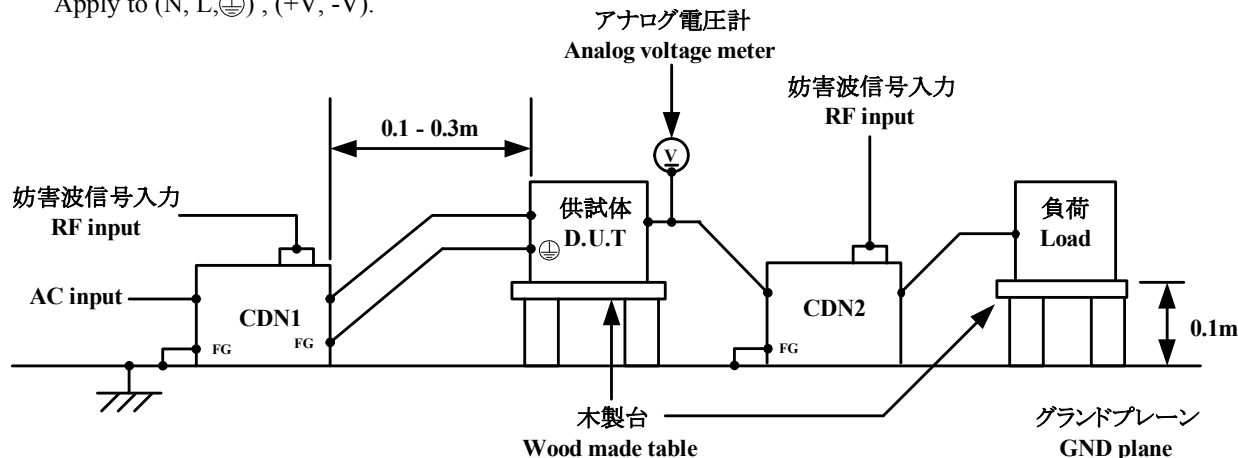 Apply to (N, L,⏚) , (+V, -V).
アナログ電圧計
Analog voltage meter
妨害波信号入力
RF input
0.1 - 0.3m
V
妨害波信号入力
RF input
供試体
D.U.T
負荷
Load
AC input
CDN1
FG
FG
CDN2
FG
0.1m
木製台
Wood made table
グランドプレーン
GND plane